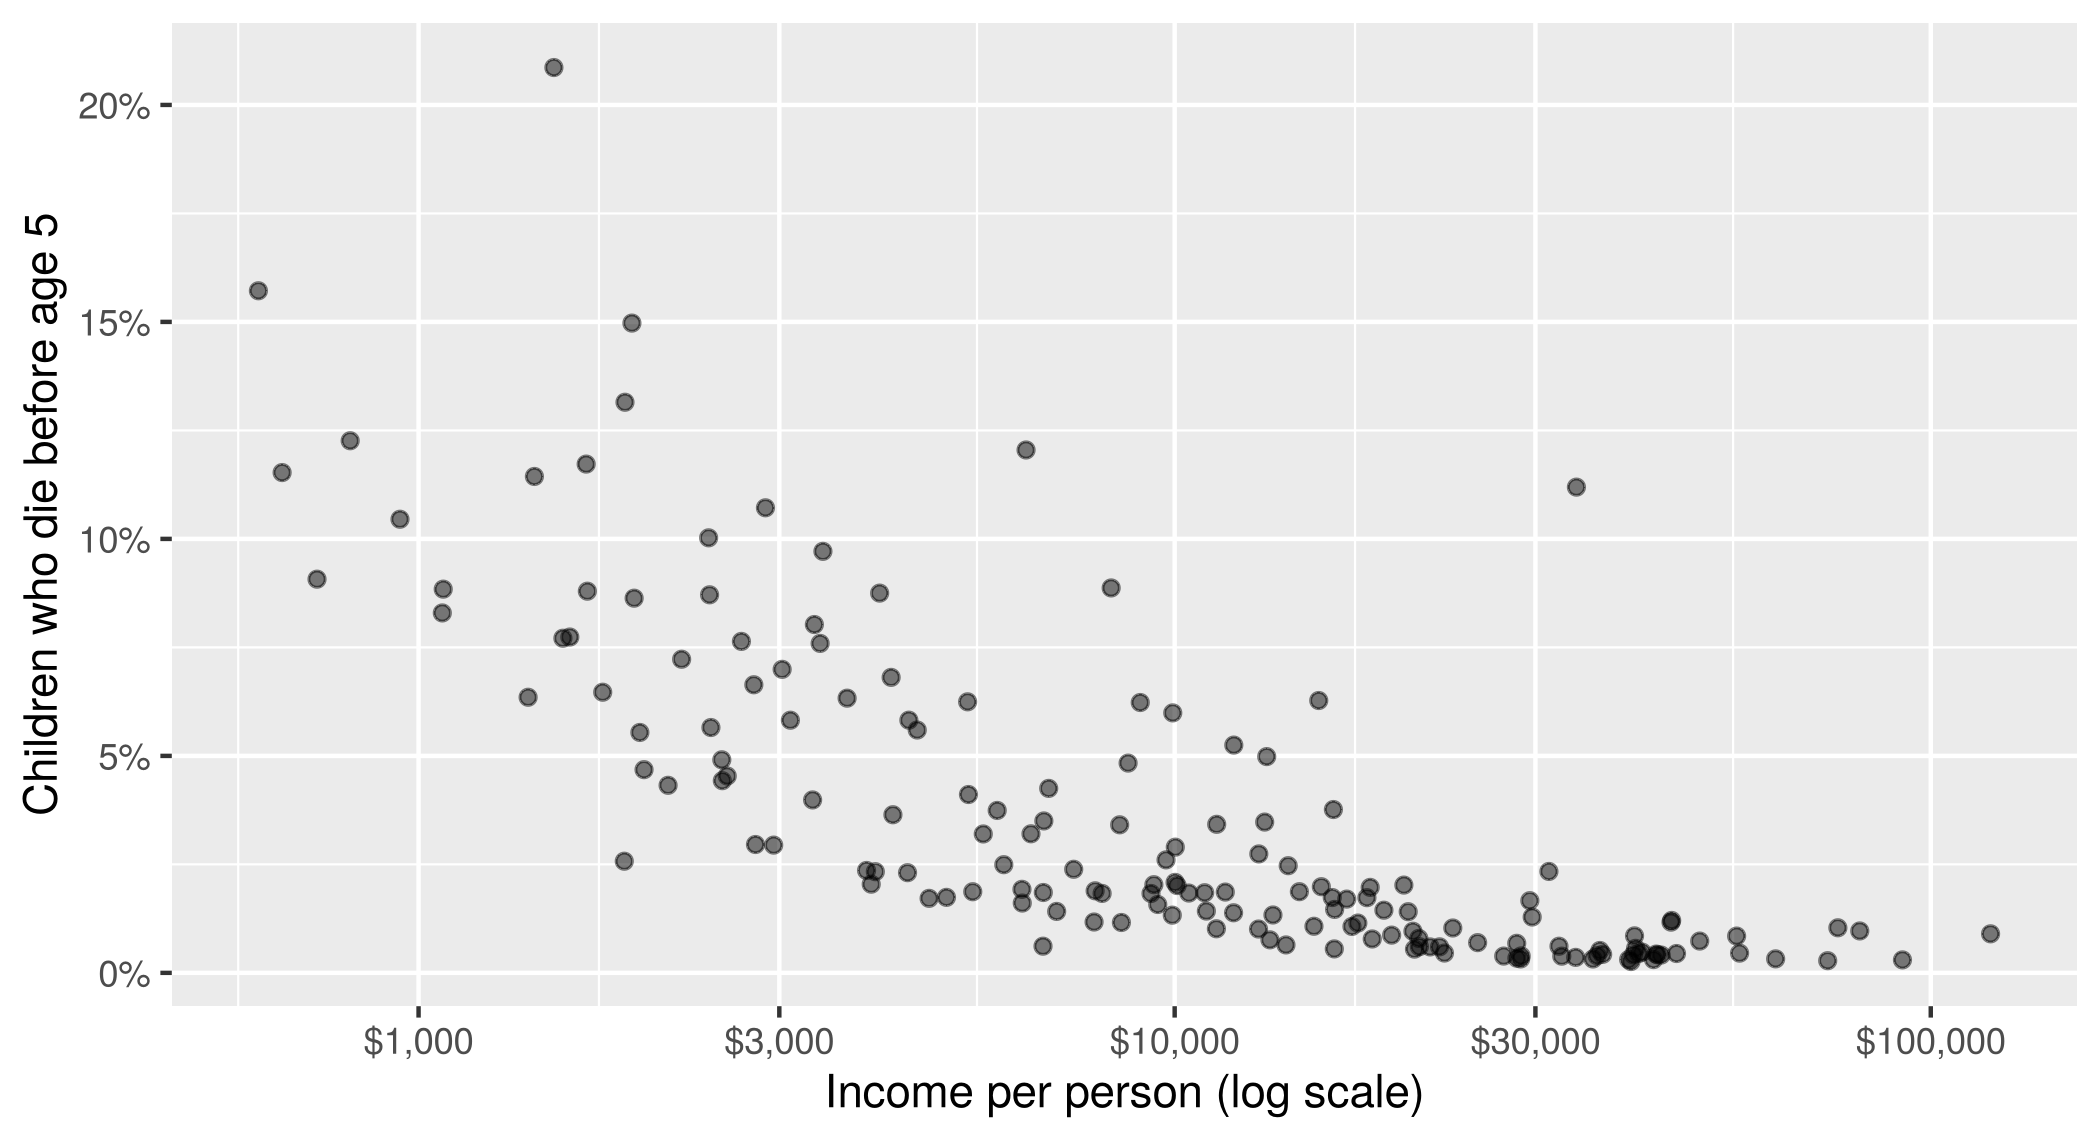 Children who die before age 5
20%
15%
10%
5%
0%
$1,000 $3,000 $10,000 $30,000 $100,000
Income per person (log scale)